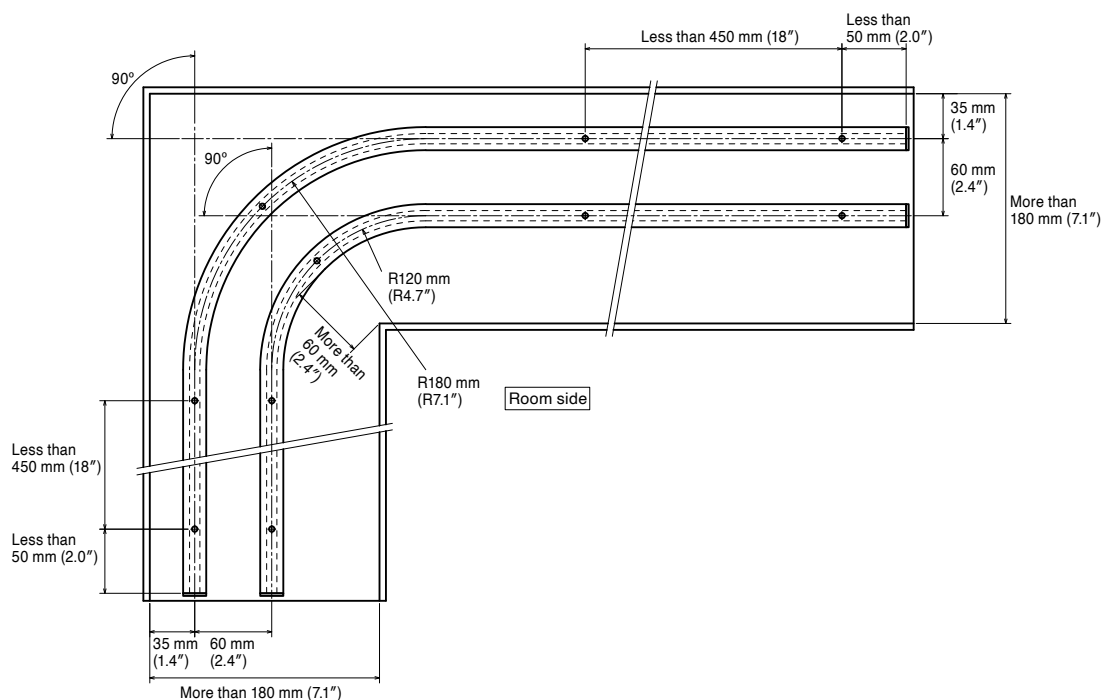 Less than
50 mm (2.0″)
Less than 450 mm (18″)
90º
35 mm
(1.4″)
90º
60 mm
(2.4″)
More than
180 mm (7.1″)
R120 mm
(R4.7″)
More than
60 mm
(2.4″)
R180 mm
(R7.1″)
Room side
Less than
450 mm (18″)
Less than
50 mm (2.0″)
35 mm
(1.4″)
60 mm
(2.4″)
More than 180 mm (7.1″)